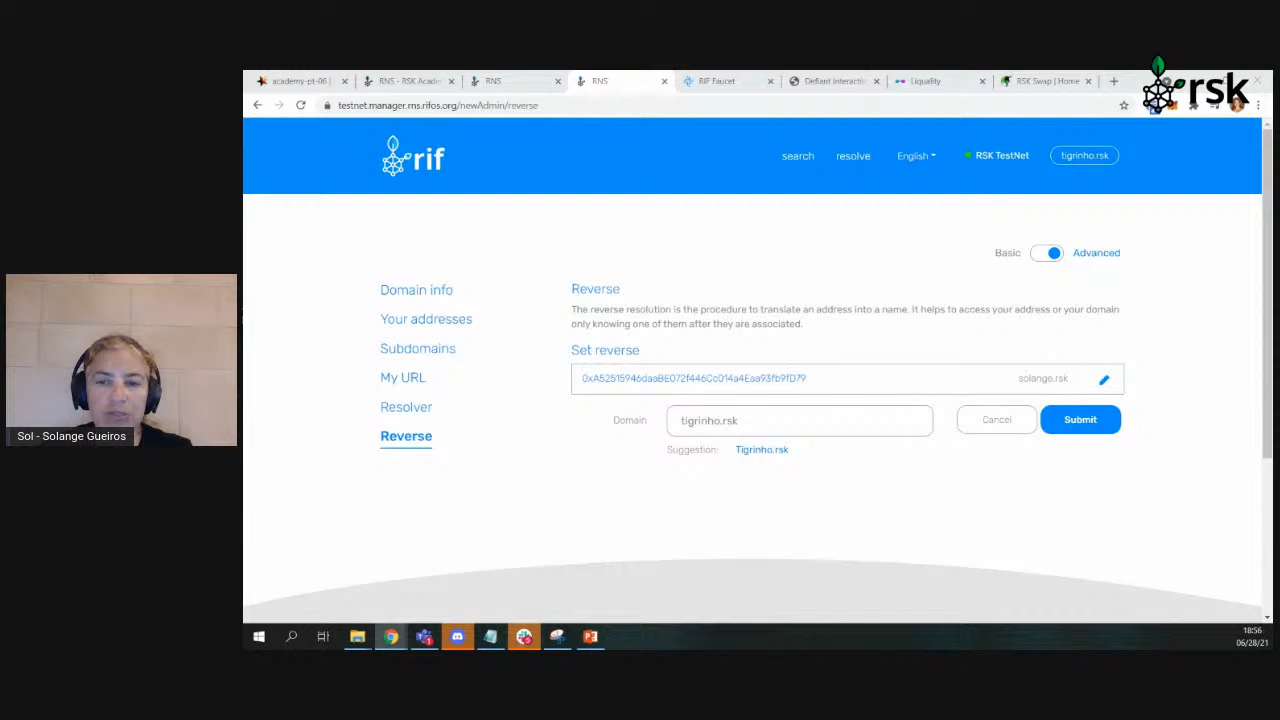 rsk
academy-pt-06 |
RNS - RSK Acade
RNS
RNS
RIF Faucet
Defiant Interactiv
Liquality
RSK Swap | Home
testnet.manager.rns.rifos.org/newAdmin/reverse
rif
search
resolve
English
RSK TestNet
tigrinho.rsk
Basic
Advanced
Domain info
Your addresses
Subdomains
My URL
Resolver
Reverse
Reverse
The reverse resolution is the procedure to translate an address into a name. It helps to access your address or your domain
only knowing one of them after they are associated.
Set reverse
0xA52515946daaBE072f446Cc014a4Eaa93fb9fD79
solange.rsk
Domain
tigrinho.rsk
Cancel
Submit
Suggestion:
Tigrinho.rsk
Sol - Solange Gueiros
18:56
06/28/21